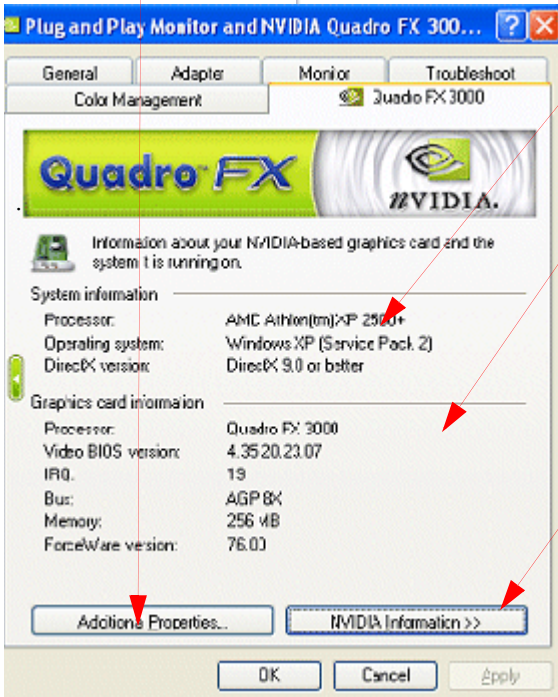 Plug and Play Monitor and NVIDIA Quadro FX 300...
General Adapter Monitor Troubleshoot
Color Management Quadro FX 3000
Quadro FX
NVIDIA.
Information about your NVIDIA-based graphics card and the
system it is running on.
System information
Processor: AMD Athlon(tm) XP 2500+
Operating system: Windows XP (Service Pack 2)
DirectX version: DirectX 9.0 or better
Graphics card information
Processor: Quadro FX 3000
Video BIOS version: 4.35.20.23.07
IRQ: 19
Bus: AGP 8X
Memory: 256 MB
ForceWare version: 76.00
Additional Properties... NVIDIA Information >>
OK Cancel Apply